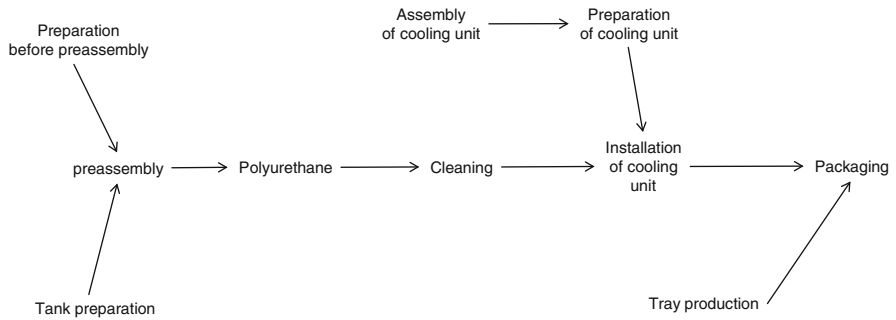 Preparation
before preassembly
Assembly
of cooling unit
Preparation
of cooling unit
preassembly
Polyurethane
Cleaning
Installation
of cooling
unit
Packaging
Tank preparation
Tray production